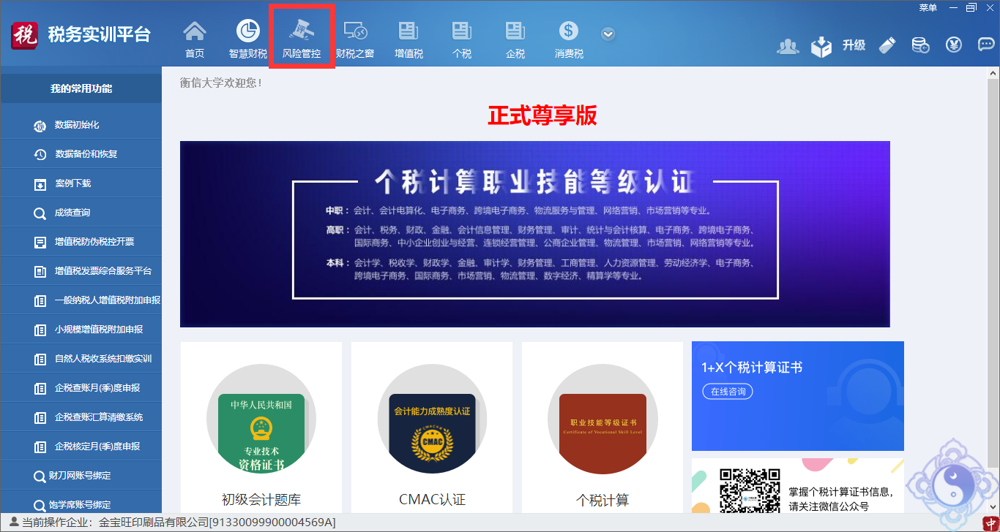 菜单
税 税务实训平台
首页
智慧财税
风险管控
财税之窗
增值税
个税
企税
消费税
升级
我的常用功能
数据初始化
数据备份和恢复
案例下载
成绩查询
增值税防伪税控开票
增值税发票综合服务平台
一般纳税人增值税附加申报
小规模增值税附加申报
自然人税收系统扣缴实训
企税查账月(季)度申报
企税查账汇算清缴系统
企税核定月(季)度申报
财刀网账号绑定
饱学席账号绑定
衡信大学欢迎您！
正式尊享版
个税计算职业技能等级认证
中职：会计、会计电算化、电子商务、跨境电子商务、物流服务与管理、网络营销、市场营销等专业。
高职：会计、税务、财政、金融、会计信息管理、财务管理、审计、统计与会计核算、电子商务、跨境电子商务、
国际商务、中小企业创业与经营、连锁经营管理、公商企业管理、物流管理、市场营销、网络营销等专业。
本科：会计学、税收学、财政学、金融、审计学、财务管理、工商管理、人力资源管理、劳动经济学、电子商务、
跨境电子商务、国际商务、市场营销、物流管理、数字经济、精算学等专业。
中华人民共和国
专业技术
资格证书
初级会计题库
会计能力成熟度认证
CMAC
CMAC
CMAC认证
职业技能等级证书
Certificate of Vocational Skill Level
个税计算
1+X个税计算证书
在线咨询
掌握个税计算证书信息，
请关注微信公众号
当前操作企业：金宝旺印刷品有限公司[91330099900004569A]
中